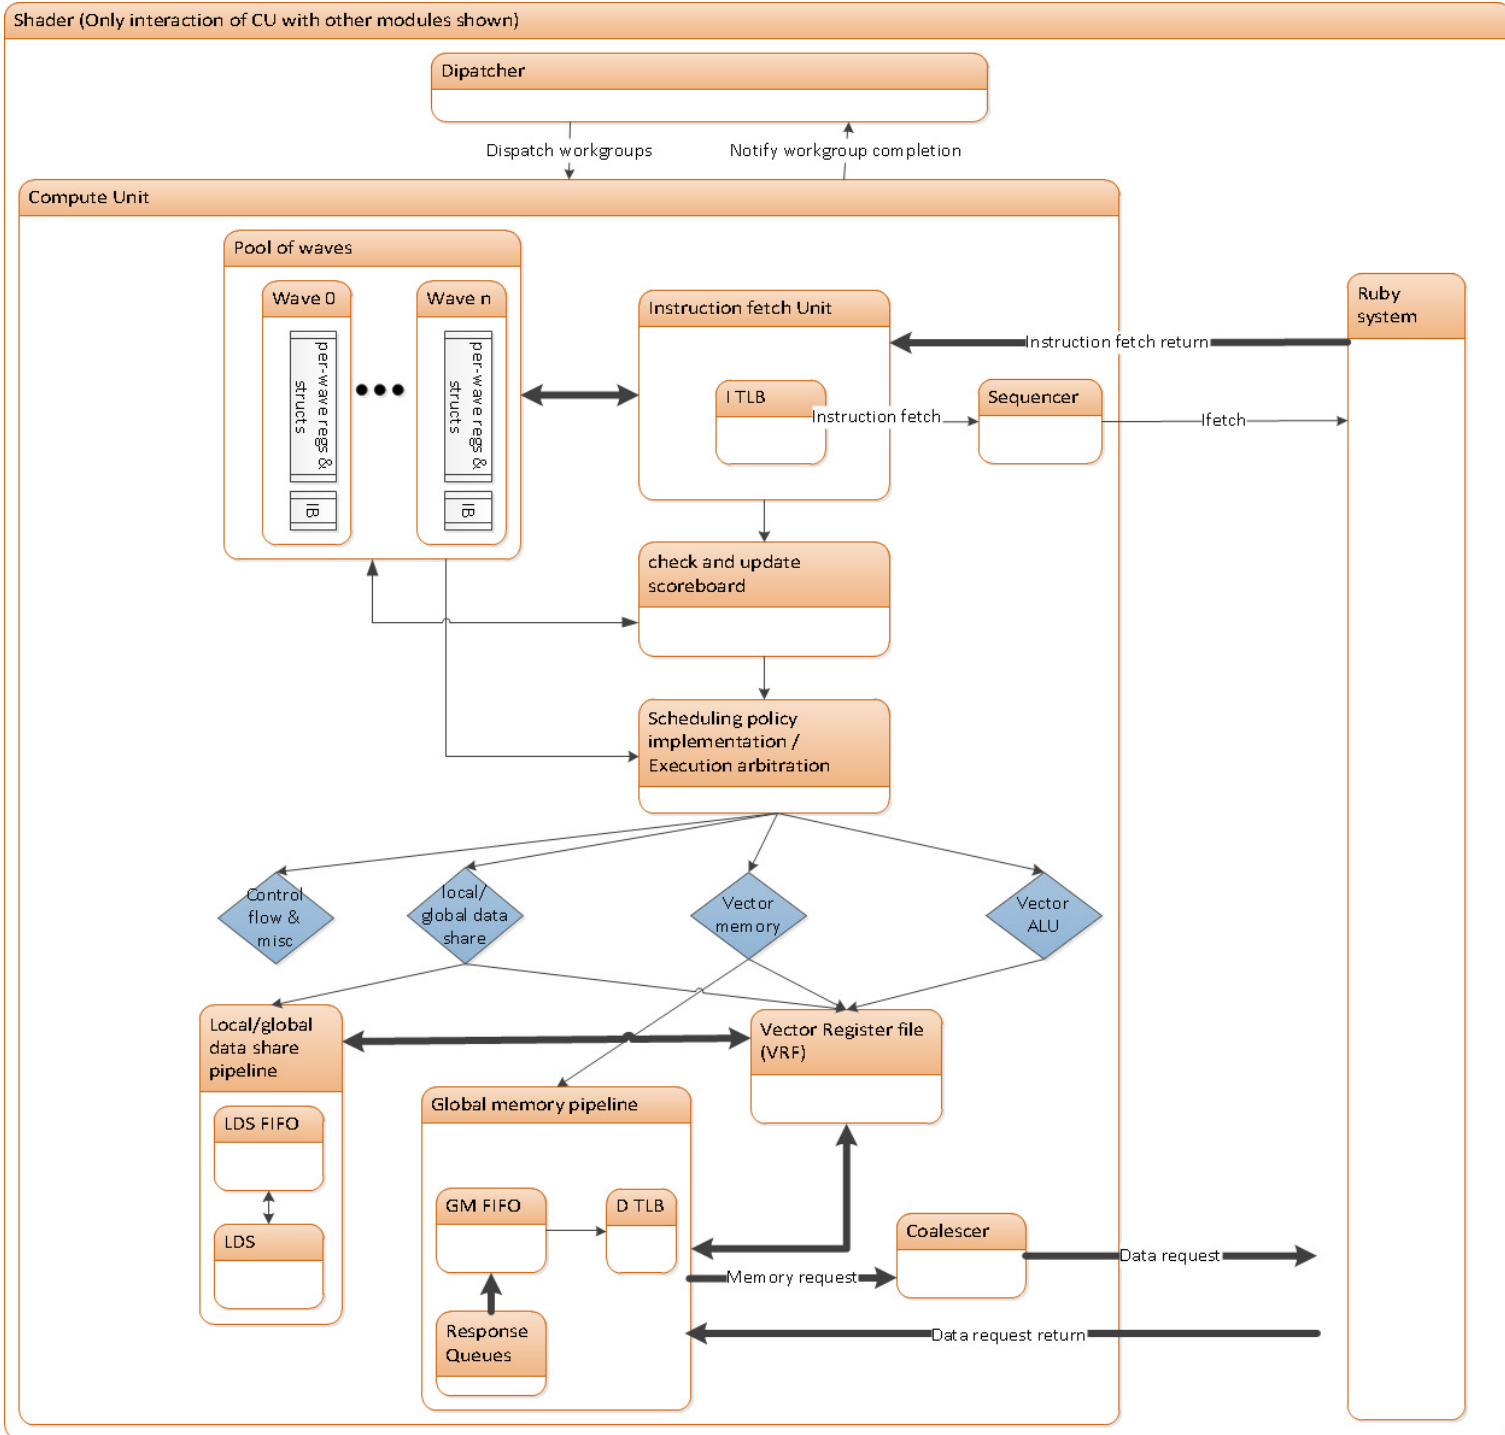 Shader (Only interaction of CU with other modules shown)
Dipatcher
Dispatch workgroups
Notify workgroup completion
Compute Unit
Pool of waves
Wave 0
Wave n
per-wave regs &
structs
IB
per-wave regs &
structs
IB
Instruction fetch Unit
Ruby
system
Instruction fetch return
I TLB
Instruction fetch
Sequencer
Ifetch
check and update
scoreboard
Scheduling policy
implementation /
Execution arbitration
Control
flow &
misc
local/
global data
share
Vector
memory
Vector
ALU
Local/global
data share
pipeline
LDS FIFO
LDS
Vector Register file
(VRF)
Global memory pipeline
GM FIFO
D TLB
Response
Queues
Coalescer
Memory request
Data request
Data request return